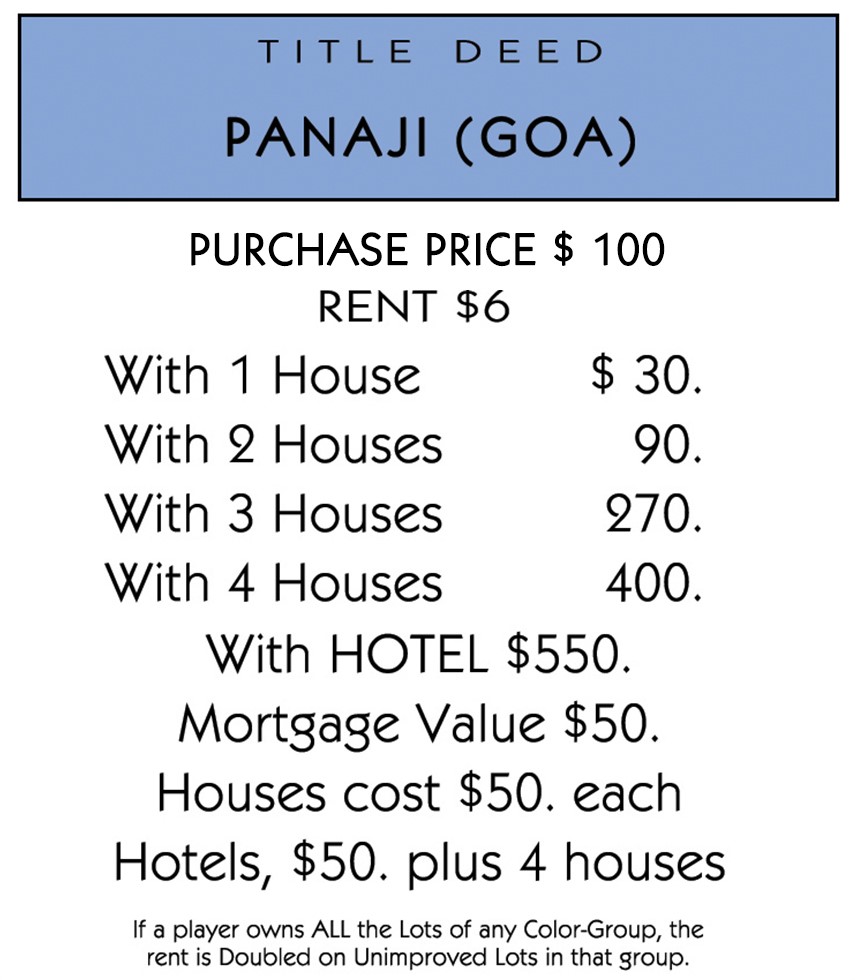 TITLE DEED
PANAJI (GOA)
PURCHASE PRICE $ 100
RENT $6
With 1 House $ 30.
With 2 Houses 90.
With 3 Houses 270.
With 4 Houses 400.
With HOTEL $550.
Mortgage Value $50.
Houses cost $50. each
Hotels, $50. plus 4 houses
If a player owns ALL the Lots of any Color-Group, the
rent is Doubled on Unimproved Lots in that group.